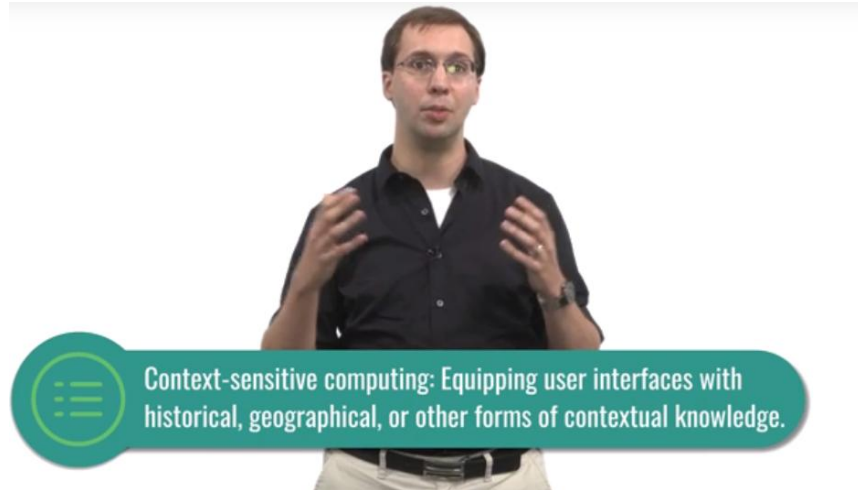 Context-sensitive computing: Equipping user interfaces with
historical, geographical, or other forms of contextual knowledge.